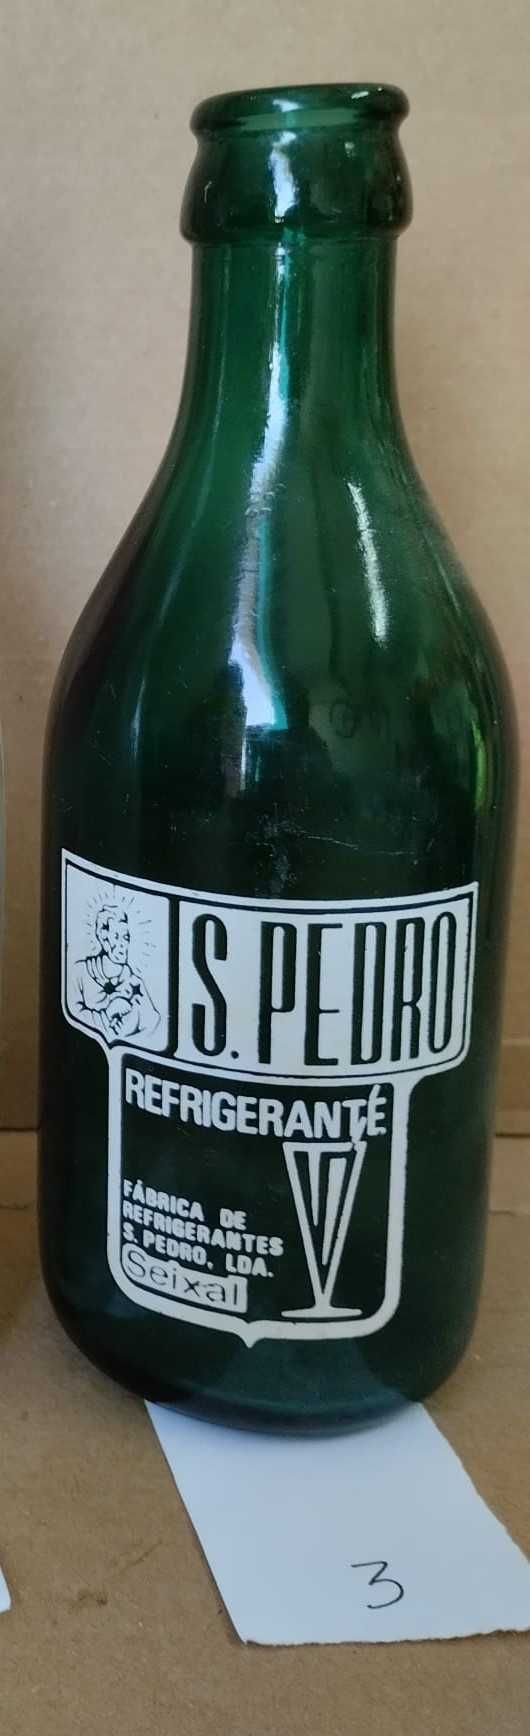 S. PEDRO
REFRIGERANTE
FÁBRICA DE
REFRIGERANTES
S. PEDRO, LDA.
Seixal
3